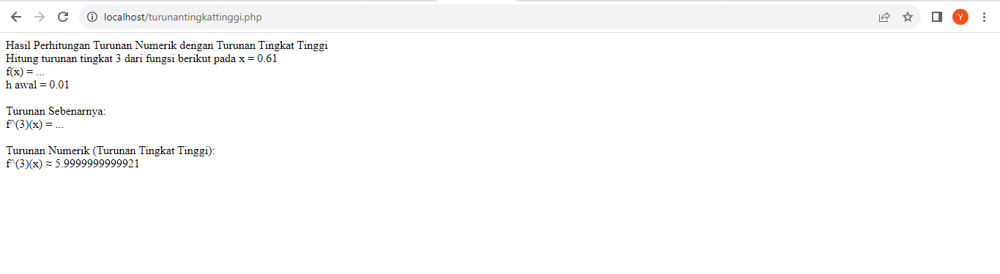 localhost/turunantingkattinggi.php
Y
Hasil Perhitungan Turunan Numerik dengan Turunan Tingkat Tinggi
Hitung turunan tingkat 3 dari fungsi berikut pada x = 0.61
f(x) = ...
h awal = 0.01
Turunan Sebenarnya:
f^(3)(x) = ...
Turunan Numerik (Turunan Tingkat Tinggi):
f^(3)(x) ≈ 5.9999999999921